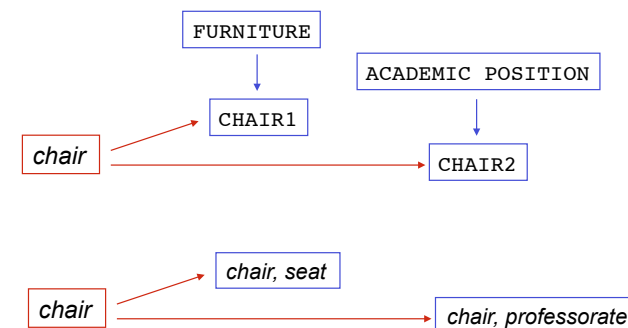 FURNITURE
ACADEMIC POSITION
CHAIR1
chair
CHAIR2
chair, seat
chair
chair, professorate